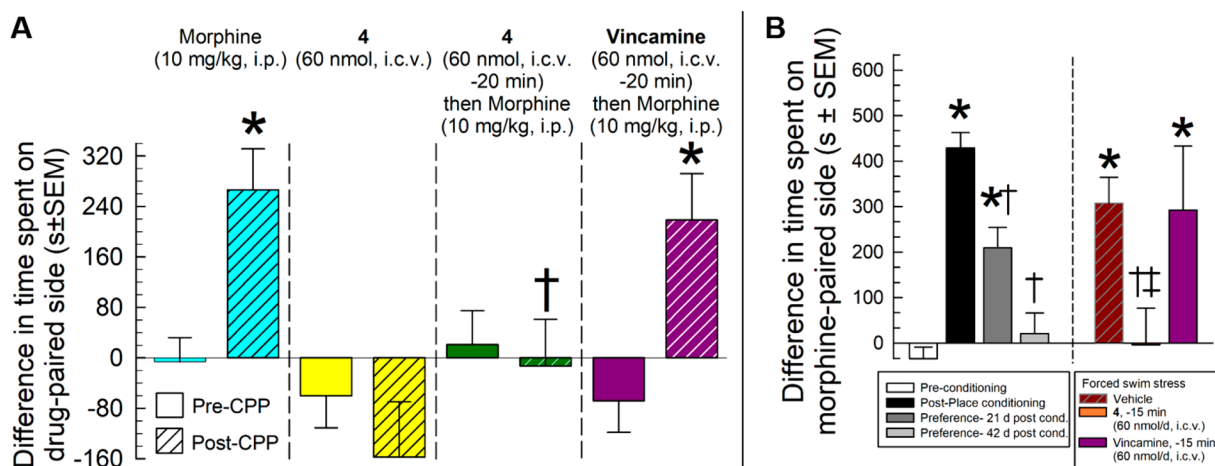 A
Morphine
(10 mg/kg, i.p.)
4
(60 nmol, i.c.v.)
4
(60 nmol, i.c.v.
-20 min)
then Morphine
(10 mg/kg, i.p.)
Vincamine
(60 nmol, i.c.v.
-20 min)
then Morphine
(10 mg/kg, i.p.)
Difference in time spent on
drug-paired side (s±SEM)
320
240
160
80
0
-80
-160
*
†
*
Pre-CPP
Post-CPP
B
Difference in time spent on
morphine-paired side (s ± SEM)
600
500
400
300
200
100
0
*
*†
†
*
†‡
*
Pre-conditioning
Post-Place conditioning
Preference- 21 d post cond.
Preference- 42 d post cond.
Forced swim stress
Vehicle
4, -15 min
(60 nmol/d, i.c.v.)
Vincamine, -15 min
(60 nmol/d, i.c.v.)